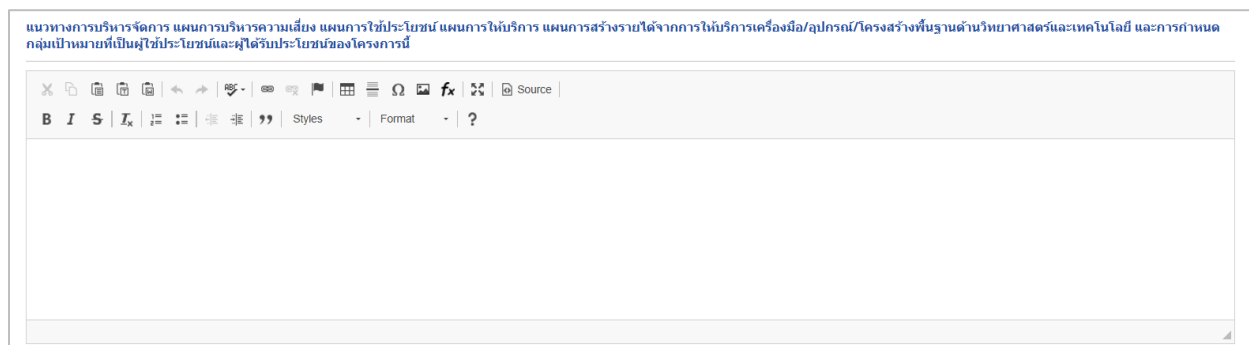 แนวทางการบริหารจัดการ แผนการบริหารความเสี่ยง แผนการใช้ประโยชน์ แผนการให้บริการ แผนการสร้างรายได้จากการให้บริการเครื่องมือ/อุปกรณ์/โครงสร้างพื้นฐานด้านวิทยาศาสตร์และเทคโนโลยี และการกำหนด
กลุ่มเป้าหมายที่เป็นผู้ใช้ประโยชน์และผู้ได้รับประโยชน์ของโครงการนี้
ABC Ω fx Source
B I S Ix Styles Format ?